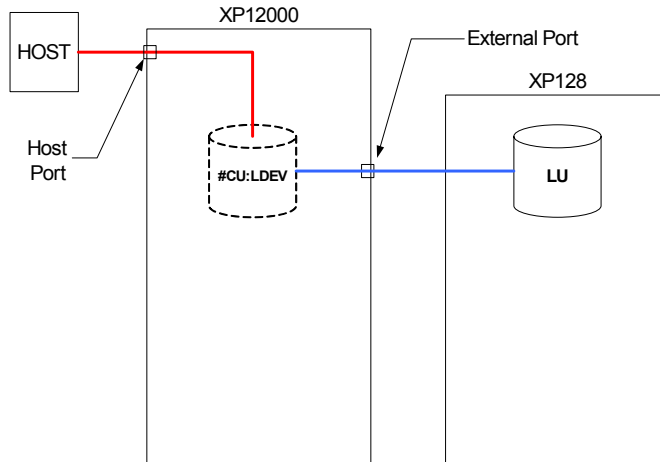 XP12000
HOST
External Port
XP128
Host
Port
#CU:LDEV
LU